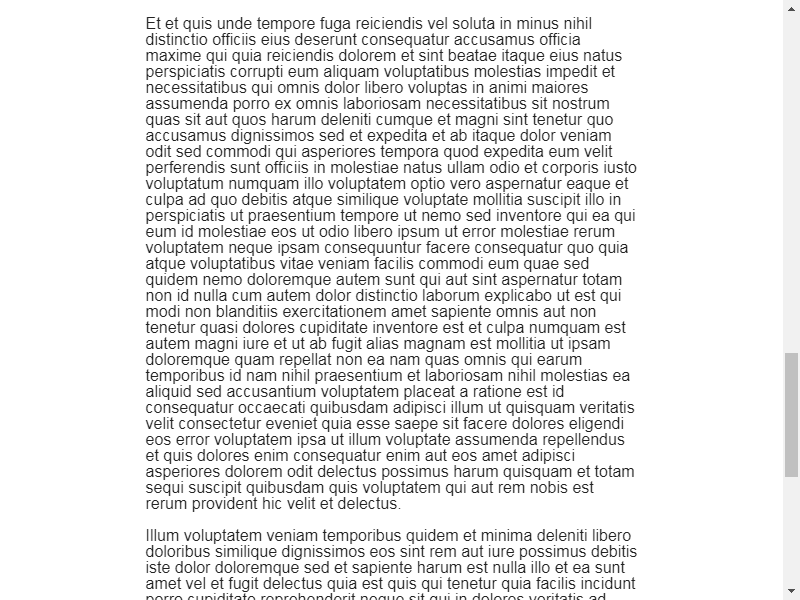 Et et quis unde tempore fuga reiciendis vel soluta in minus nihil
distinctio officiis eius deserunt consequatur accusamus officia
maxime qui quia reiciendis dolorem et sint beatae itaque eius natus
perspiciatis corrupti eum aliquam voluptatibus molestias impedit et
necessitatibus qui omnis dolor libero voluptas in animi maiores
assumenda porro ex omnis laboriosam necessitatibus sit nostrum
quas sit aut quos harum deleniti cumque et magni sint tenetur quo
accusamus dignissimos sed et expedita et ab itaque dolor veniam
odit sed commodi qui asperiores tempora quod expedita eum velit
perferendis sunt officiis in molestiae natus ullam odio et corporis iusto
voluptatum numquam illo voluptatem optio vero aspernatur eaque et
culpa ad quo debitis atque similique voluptate mollitia suscipit illo in
perspiciatis ut praesentium tempore ut nemo sed inventore qui ea qui
eum id molestiae eos ut odio libero ipsum ut error molestiae rerum
voluptatem neque ipsam consequuntur facere consequatur quo quia
atque voluptatibus vitae veniam facilis commodi eum quae sed
quidem nemo doloremque autem sunt qui aut sint aspernatur totam
non id nulla cum autem dolor distinctio laborum explicabo ut est qui
modi non blanditiis exercitationem amet sapiente omnis aut non
tenetur quasi dolores cupiditate inventore est et culpa numquam est
autem magni iure et ut ab fugit alias magnam est mollitia ut ipsam
doloremque quam repellat non ea nam quas omnis qui earum
temporibus id nam nihil praesentium et laboriosam nihil molestias ea
aliquid sed accusantium voluptatem placeat a ratione est id
consequatur occaecati quibusdam adipisci illum ut quisquam veritatis
velit consectetur eveniet quia esse saepe sit facere dolores eligendi
eos error voluptatem ipsa ut illum voluptate assumenda repellendus
et quis dolores enim consequatur enim aut eos amet adipisci
asperiores dolorem odit delectus possimus harum quisquam et totam
sequi suscipit quibusdam quis voluptatem qui aut rem nobis est
rerum provident hic velit et delectus.
Illum voluptatem veniam temporibus quidem et minima deleniti libero
doloribus similique dignissimos eos sint rem aut iure possimus debitis
iste dolor doloremque sed et sapiente harum est nulla illo et ea sunt
amet vel et fugit delectus quia est quis qui tenetur quia facilis incidunt
porro cupiditate reprehenderit neque sit qui in dolores veritatis ad